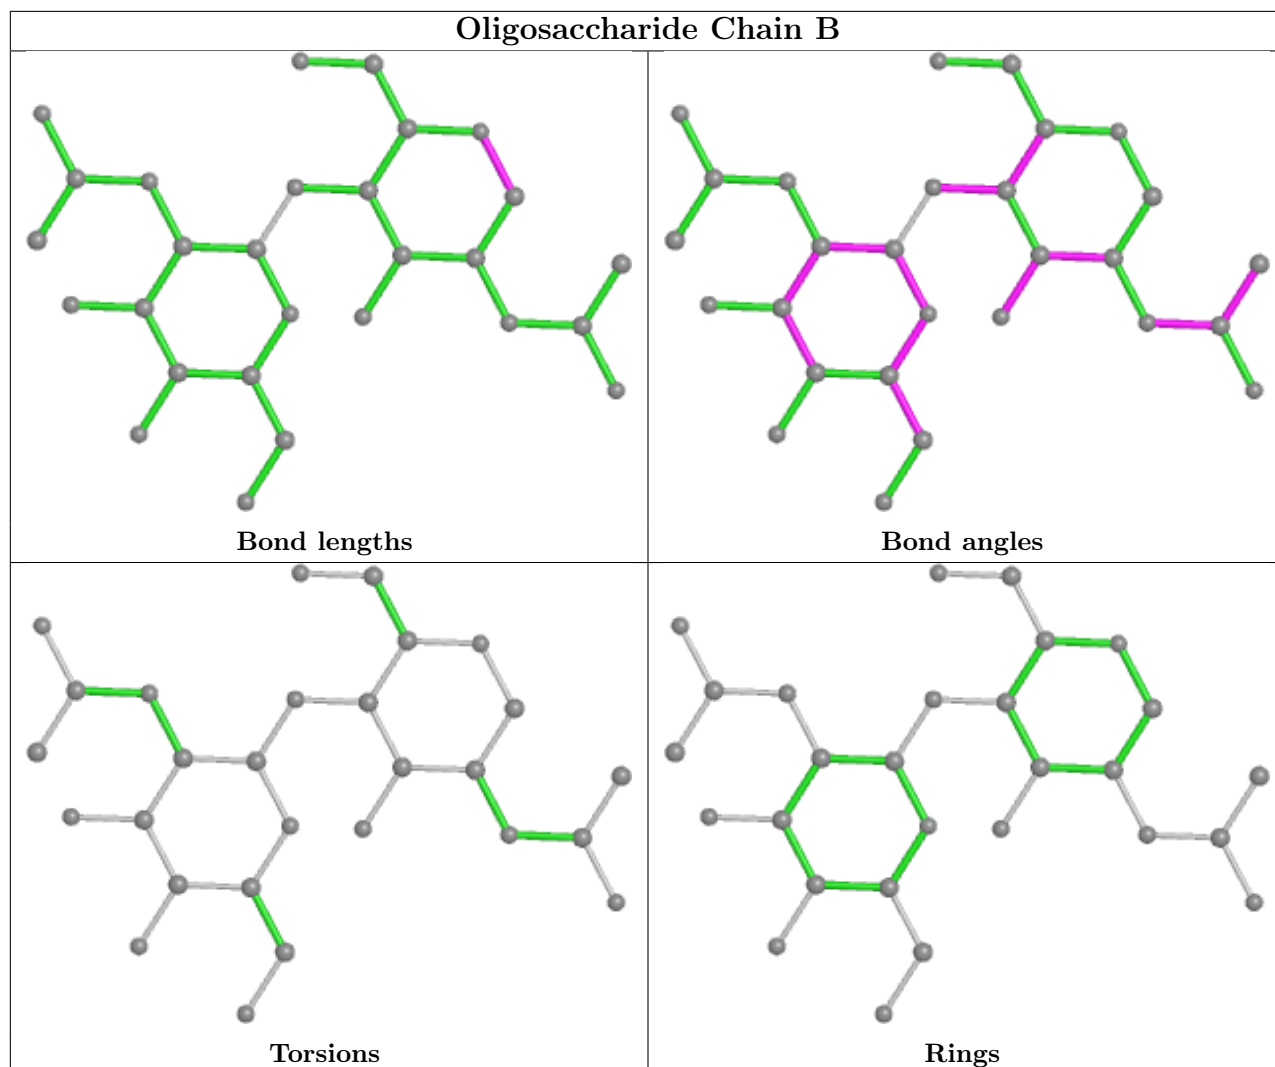 Oligosaccharide Chain B
Bond lengths
Bond angles
Torsions
Rings